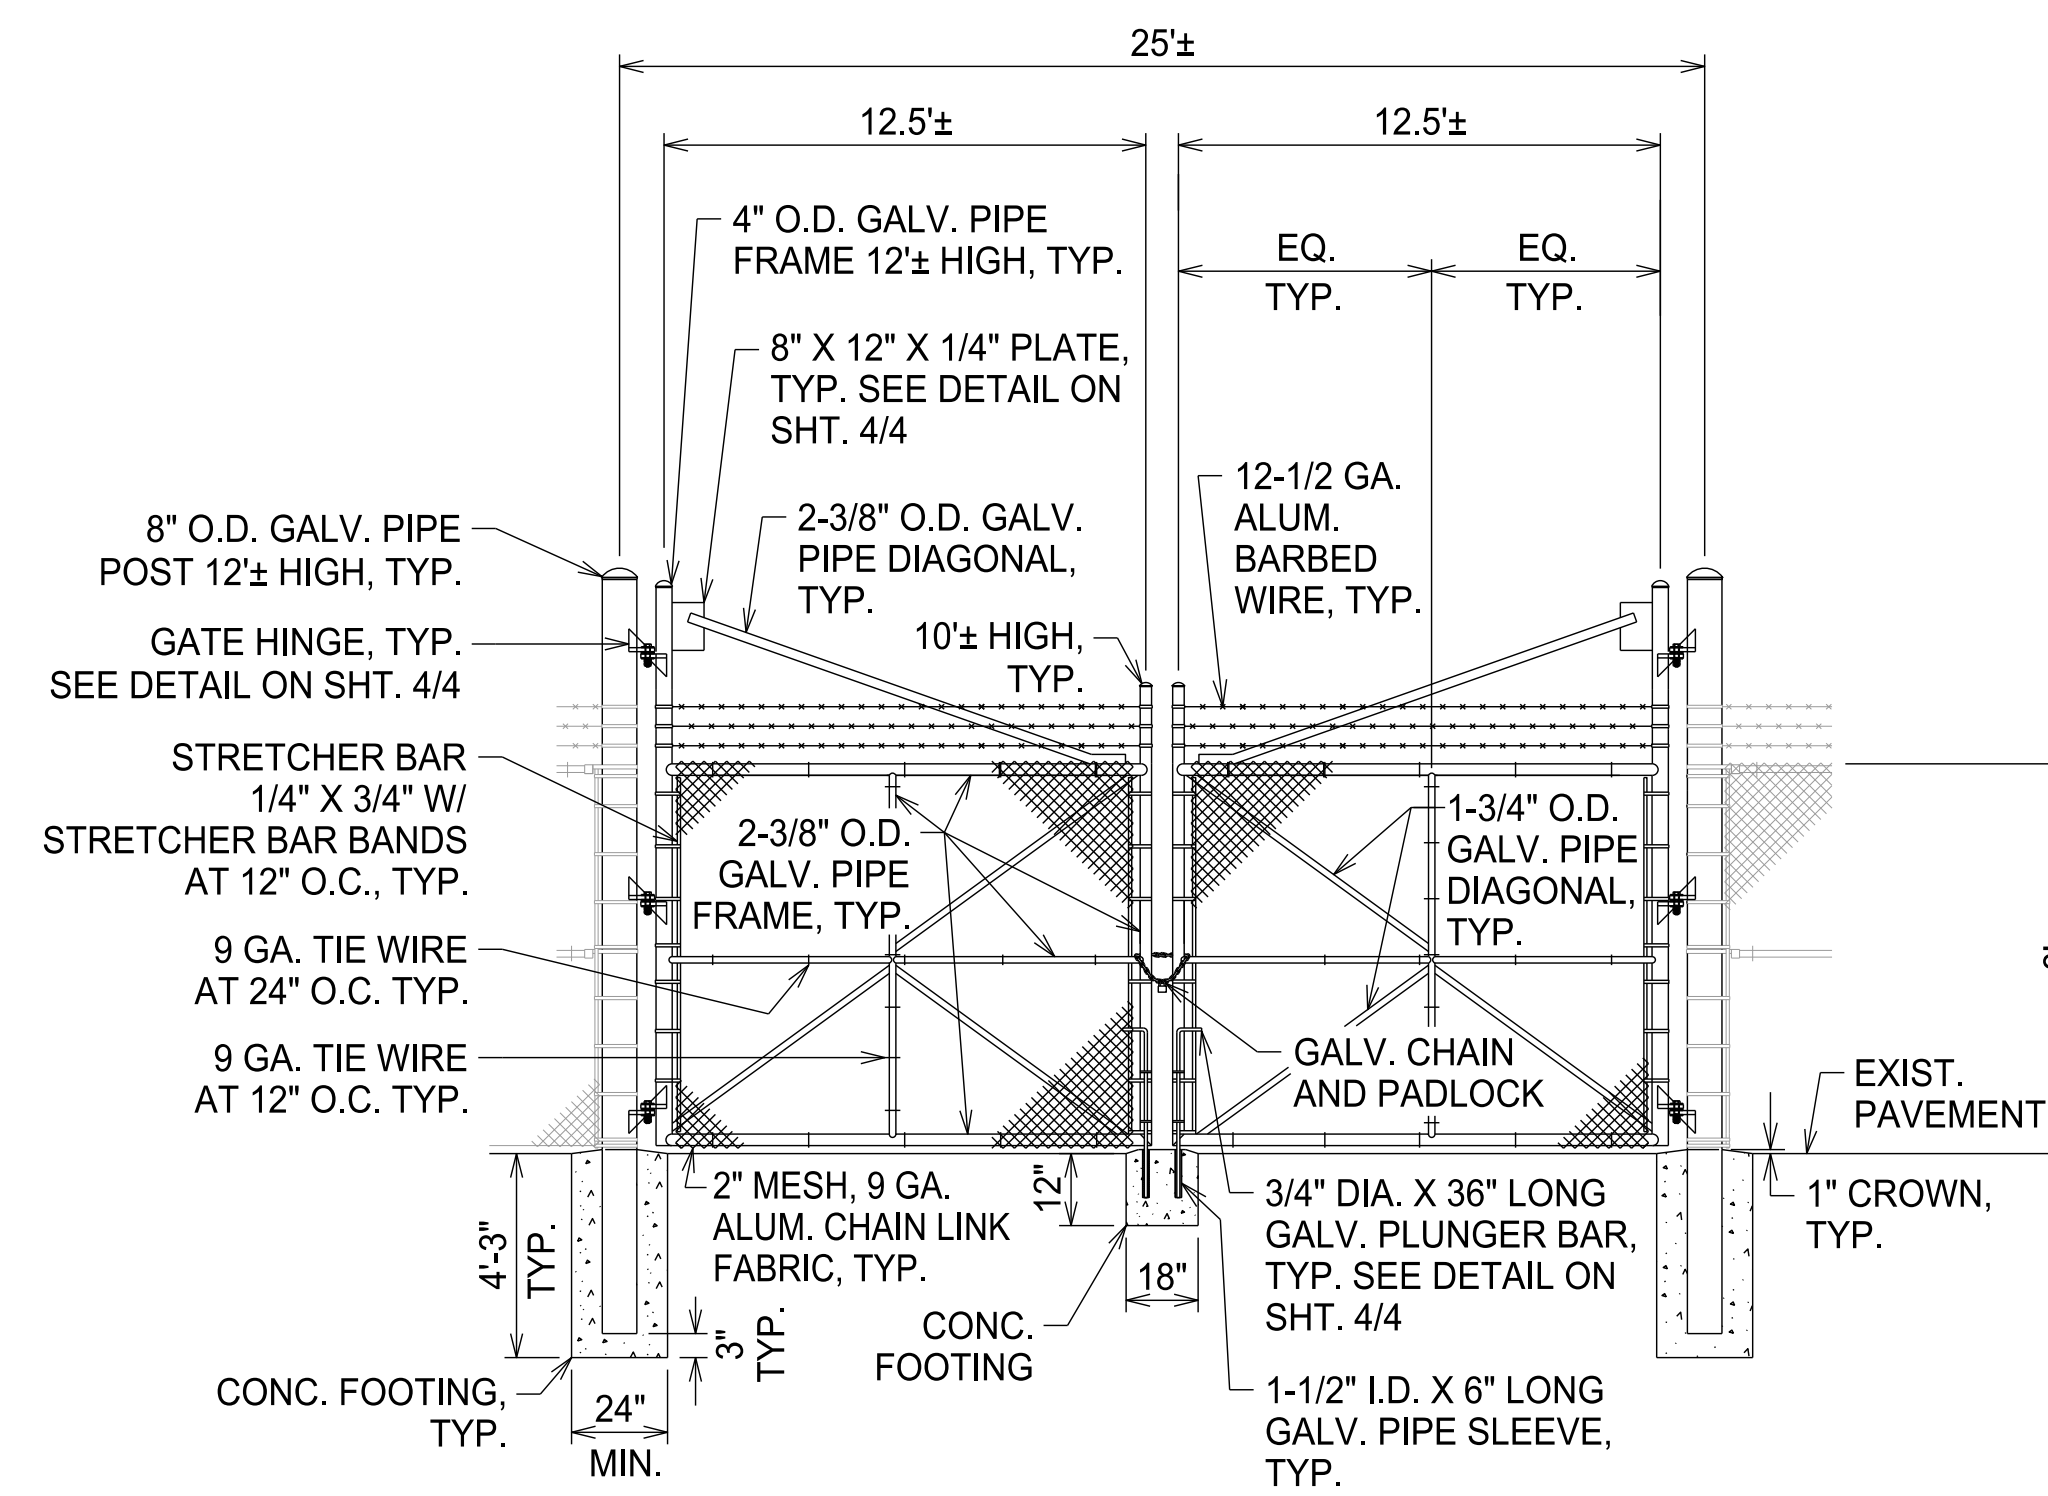 25'±
12.5'±
12.5'±
4" O.D. GALV. PIPE
FRAME 12'± HIGH, TYP.
EQ.
TYP.
EQ.
TYP.
8" X 12" X 1/4" PLATE,
TYP. SEE DETAIL ON
SHT. 4/4
12-1/2 GA.
ALUM.
BARBED
WIRE, TYP.
2-3/8" O.D. GALV.
PIPE DIAGONAL,
TYP.
8" O.D. GALV. PIPE
POST 12'± HIGH, TYP.
10'± HIGH,
TYP.
GATE HINGE, TYP.
SEE DETAIL ON SHT. 4/4
STRETCHER BAR
1/4" X 3/4" W/
STRETCHER BAR BANDS
AT 12" O.C., TYP.
2-3/8" O.D.
GALV. PIPE
FRAME, TYP.
1-3/4" O.D.
GALV. PIPE
DIAGONAL,
TYP.
9 GA. TIE WIRE
AT 24" O.C. TYP.
9 GA. TIE WIRE
AT 12" O.C. TYP.
GALV. CHAIN
AND PADLOCK
EXIST.
PAVEMENT
4'-3"
TYP.
2" MESH, 9 GA.
ALUM. CHAIN LINK
FABRIC, TYP.
12"
3/4" DIA. X 36" LONG
GALV. PLUNGER BAR,
TYP. SEE DETAIL ON
SHT. 4/4
1" CROWN,
TYP.
18"
3"
TYP.
CONC.
FOOTING
CONC. FOOTING,
TYP.
24"
MIN.
1-1/2" I.D. X 6" LONG
GALV. PIPE SLEEVE,
TYP.